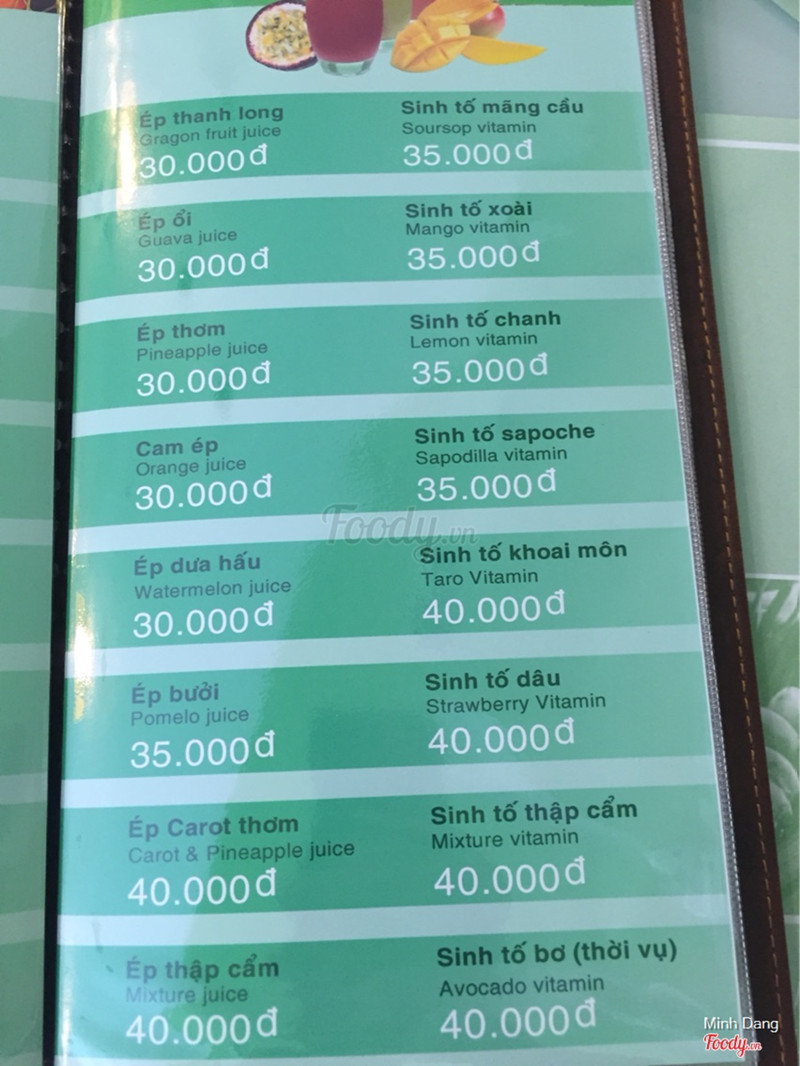 Ép thanh long
Gragon fruit juice
30.000đ
Sinh tố mãng cầu
Soursop vitamin
35.000đ
Ép ổi
Guava juice
30.000đ
Sinh tố xoài
Mango vitamin
35.000đ
Ép thơm
Pineapple juice
30.000đ
Sinh tố chanh
Lemon vitamin
35.000đ
Cam ép
Orange juice
30.000đ
Sinh tố sapoche
Sapodilla vitamin
35.000đ
Foody.vn
Ép dưa hấu
Watermelon juice
30.000đ
Sinh tố khoai môn
Taro Vitamin
40.000đ
Ép bưởi
Pomelo juice
35.000đ
Sinh tố dâu
Strawberry Vitamin
40.000đ
Ép Carot thơm
Carot & Pineapple juice
40.000đ
Sinh tố thập cẩm
Mixture vitamin
40.000đ
Ép thập cẩm
Mixture juice
40.000đ
Sinh tố bơ (thời vụ)
Avocado vitamin
40.000đ
Minh Dang
Foody.vn